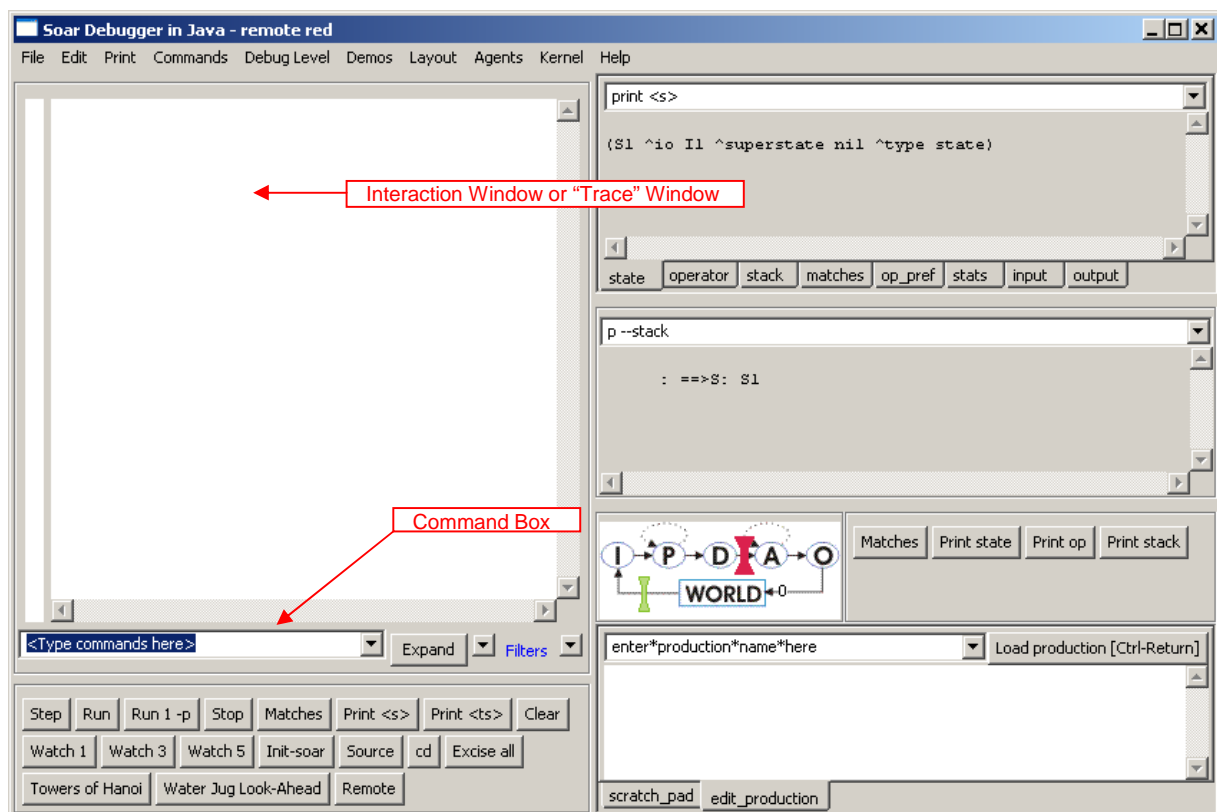 Soar Debugger in Java - remote red
File Edit Print Commands Debug Level Demos Layout Agents Kernel Help
Interaction Window or “Trace” Window
Command Box
<Type commands here>
Expand
Filters
Step Run Run 1 -p Stop Matches Print <s> Print <ts> Clear
Watch 1 Watch 3 Watch 5 Init-soar Source cd Excise all
Towers of Hanoi Water Jug Look-Ahead Remote
print <s>
(S1 ^io I1 ^superstate nil ^type state)
state operator stack matches op_pref stats input output
p --stack
: ==>S: S1
I P D A O
WORLD 0
Matches Print state Print op Print stack
enter*production*name*here
Load production [Ctrl-Return]
scratch_pad edit_production